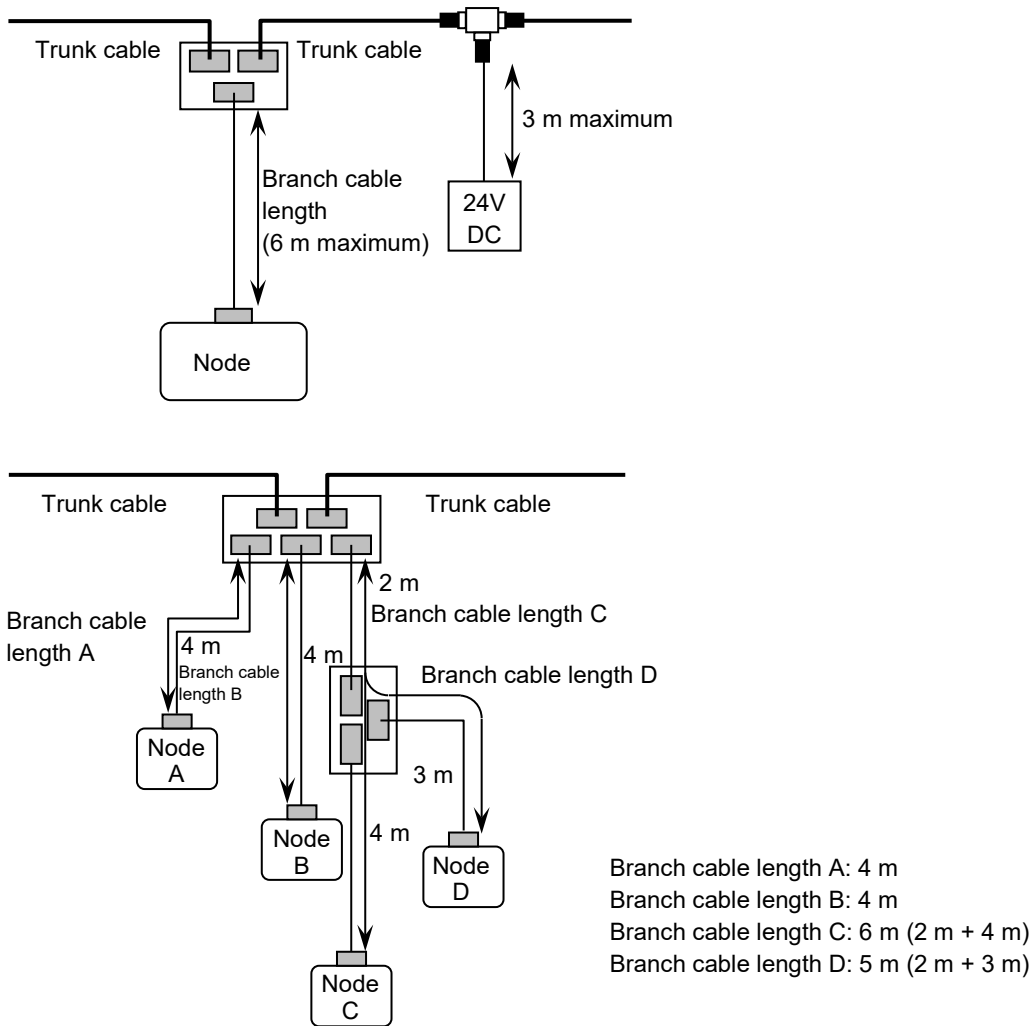 Trunk cable
Trunk cable
3 m maximum
Branch cable
length
(6 m maximum)
24V
DC
Node
Trunk cable
Trunk cable
2 m
Branch cable length C
Branch cable
length A
4 m
Branch cable
length B
4 m
Branch cable length D
Node
A
3 m
Node
B
4 m
Node
D
Node
C
Branch cable length A: 4 m
Branch cable length B: 4 m
Branch cable length C: 6 m (2 m + 4 m)
Branch cable length D: 5 m (2 m + 3 m)